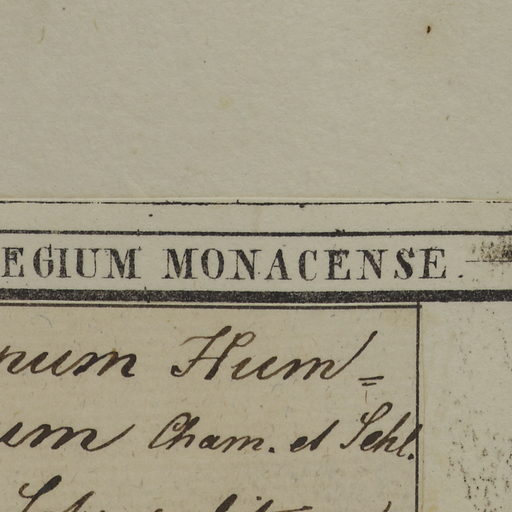 EGIUM MONACENSE.
num Hum=
um Cham. et Schl.